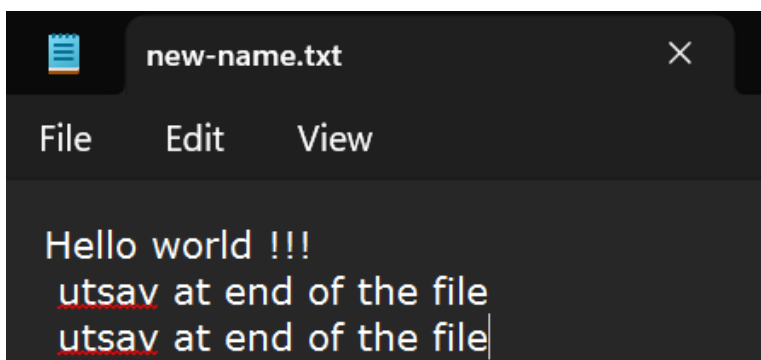 new-name.txt
File Edit View
Hello world !!!
utsav at end of the file
utsav at end of the file